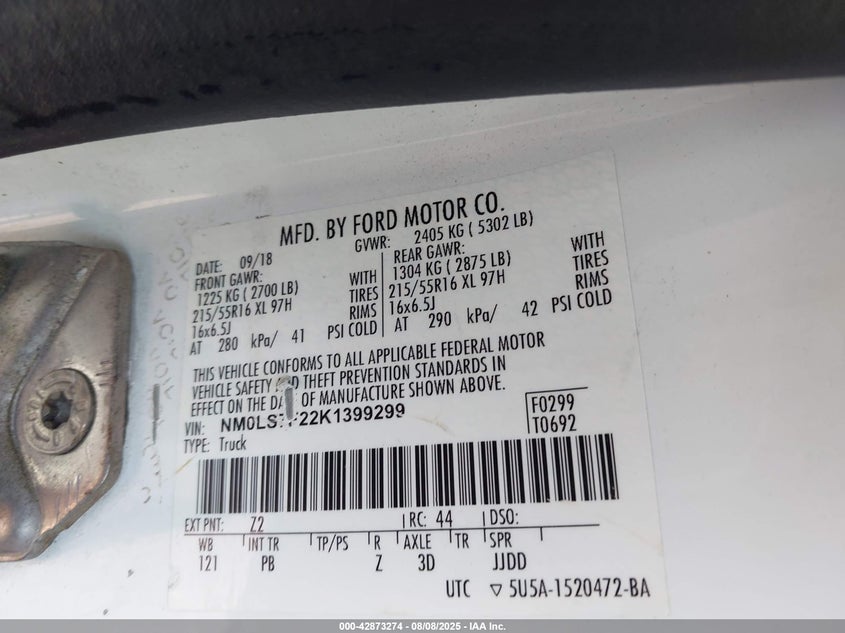 MFD. BY FORD MOTOR CO.
DATE: 09/18
GVWR: 2405 KG ( 5302 LB)
FRONT GAWR:
1225 KG ( 2700 LB) WITH
215/55R16 XL 97H TIRES
16x6.5J RIMS
AT 280 kPa/ 41 PSI COLD
REAR GAWR:
1304 KG ( 2875 LB) WITH
215/55R16 XL 97H TIRES
16x6.5J RIMS
AT 290 kPa/ 42 PSI COLD
THIS VEHICLE CONFORMS TO ALL APPLICABLE FEDERAL MOTOR
VEHICLE SAFETY THEFT PREVENTION STANDARDS IN
EFFECT ON THE OF MANUFACTURE SHOWN ABOVE.
VIN:
TYPE: Truck
F0299
T0692
EXT PNT: Z2 RC: 44 DSO:
WB INT TR TP/PS R AXLE TR SPR
121 PB Z 3D JJDD
UTC ▽ 5U5A-1520472-BA
000-42873274 - 08/08/2025 - IAA Inc.